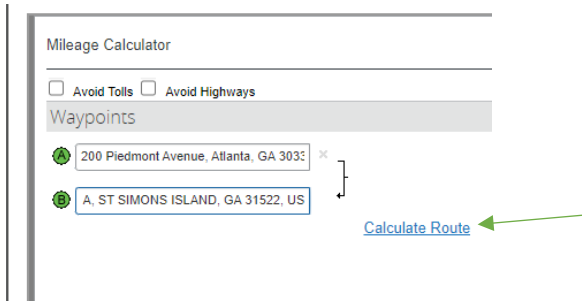 Mileage Calculator
Avoid Tolls Avoid Highways
Waypoints
A 200 Piedmont Avenue, Atlanta, GA 3033
B A, ST SIMONS ISLAND, GA 31522, US
Calculate Route